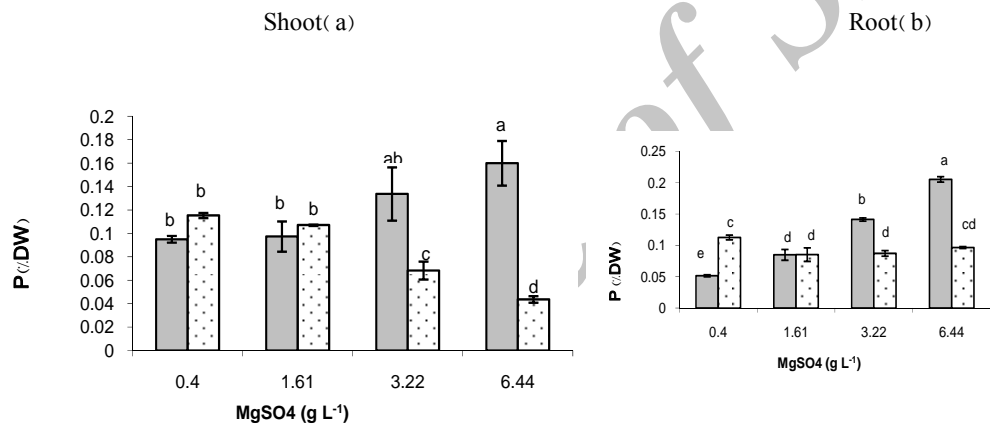 Shoot( a)
0.2
0.18
0.16
0.14
0.12
0.1
0.08
0.06
0.04
0.02
0
P(٪DW)
b b b b ab c a d
0.4 1.61 3.22 6.44
MgSO4 (g L-1)
Root( b)
of
0.25
0.2
0.15
0.1
0.05
0
P (٪DW)
e c d d b d a cd
0.4 1.61 3.22 6.44
MgSO4 (g L-1)